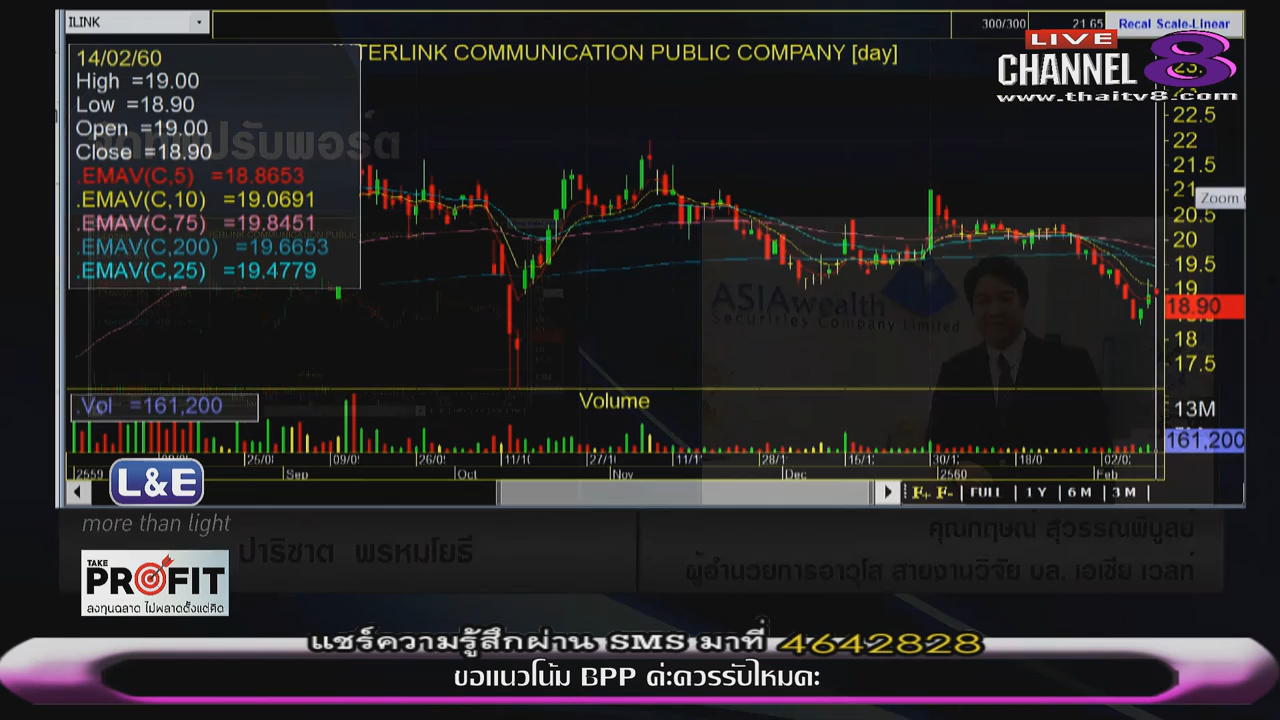 ILINK
300/300
21.65
Recal Scale-Linear
LIVE
CHANNEL 8
www.thaitv8.com
TERLINK COMMUNICATION PUBLIC COMPANY [day]
14/02/60
High =19.00
Low =18.90
Open =19.00
Close =18.90
.EMAV(C,5) =18.8653
.EMAV(C,10) =19.0691
.EMAV(C,75) =19.8451
.EMAV(C,200) =19.6653
.EMAV(C,25) =19.4779
ปรับพอร์ต
22.5
22
21.5
21
Zoom
20.5
20
19.5
19
18.90
18
17.5
ASIA wealth
Securities Company Limited
.Vol =161,200
Volume
13M
161,200
25/0
09/0
26/0
11/10
27/1
11/1
28/1
16/1
30/1
18/0
02/0
2559
Sep
Oct
Nov
Dec
2560
Feb
F+ F- FULL 1 Y 6 M 3 M
L&E
more than light
ปาริชาต พรหมโยธี
คุณกฤษณ์ สุวรรณพิบูลย์
ผู้อำนวยการอาวุโส สายงานวิจัย บล. เอเชีย เวลท์
TAKE
PROFIT
ลงทุนฉลาด ไม่พลาดตั้งแต่คิด
แชร์ความรู้สึกผ่าน SMS มาที่ 4642828
ขอแนวโน้ม BPP ค่ะควรรับไหมคะ